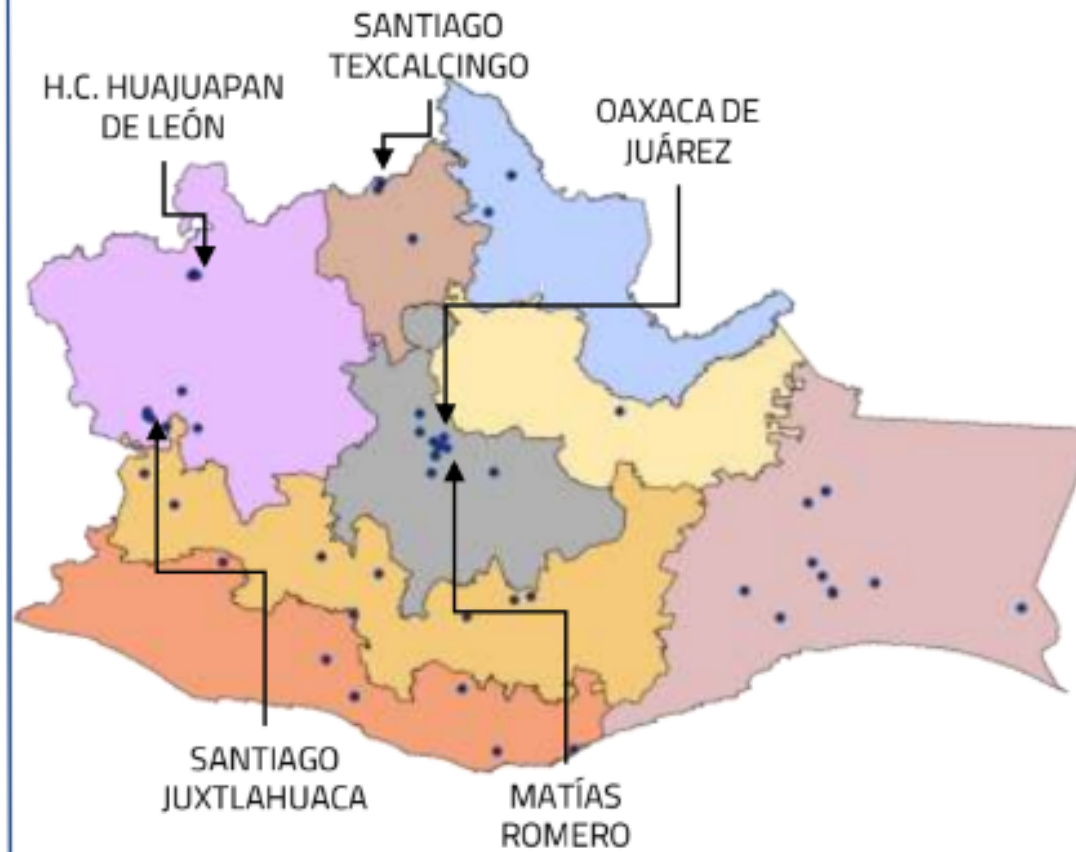 SANTIAGO
TEXCALCINGO
H.C. HUAJUAPAN
DE LEÓN
OAXACA DE
JUÁREZ
SANTIAGO
JUXTLAHUACA
MATÍAS
ROMERO